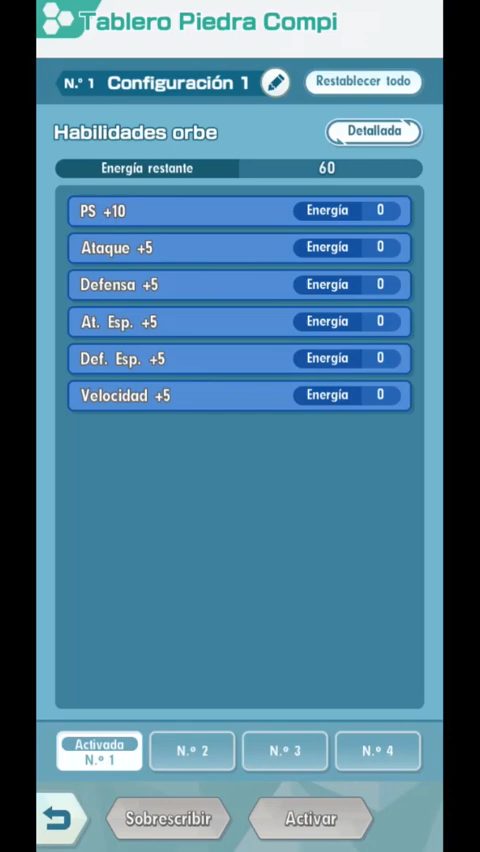 Tablero Piedra Compi
N.º 1 Configuración 1 Restablecer todo
Habilidades orbe Detallada
Energía restante 60
PS +10 Energía 0
Ataque +5 Energía 0
Defensa +5 Energía 0
At. Esp. +5 Energía 0
Def. Esp. +5 Energía 0
Velocidad +5 Energía 0
Activada
N.º 1 N.º 2 N.º 3 N.º 4
Sobrescribir Activar